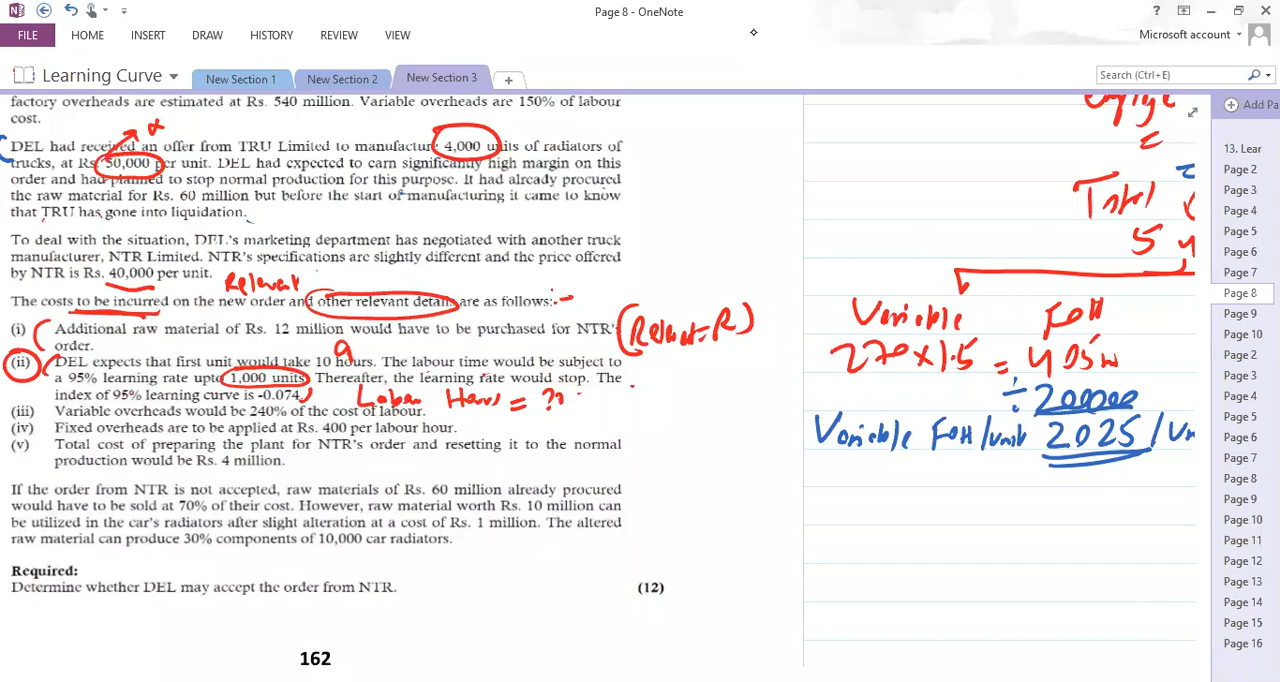 Page 8 - OneNote
?
Microsoft account
FILE HOME INSERT DRAW HISTORY REVIEW VIEW
Learning Curve
New Section 1
New Section 2
New Section 3
+
Search (Ctrl+E)
factory overheads are estimated at Rs. 540 million. Variable overheads are 150% of labour
cost.
DEL had received an offer from TRU Limited to manufacture 4,000 units of radiators of
trucks, at Rs. 50,000 per unit. DEL had expected to earn significantly high margin on this
order and had planned to stop normal production for this purpose. It had already procured
the raw material for Rs. 60 million but before the start of manufacturing it came to know
that TRU has gone into liquidation.
To deal with the situation, DEL's marketing department has negotiated with another truck
manufacturer, NTR Limited. NTR's specifications are slightly different and the price offered
by NTR is Rs. 40,000 per unit.
Relevant
The costs to be incurred on the new order and other relevant details are as follows:
(i) Additional raw material of Rs. 12 million would have to be purchased for NTR's
order.
(ii) DEL expects that first unit would take 10 hours. The labour time would be subject to
a 95% learning rate upto 1,000 units. Thereafter, the learning rate would stop. The
index of 95% learning curve is -0.074.
a
Labour Hours = ??
(iii) Variable overheads would be 240% of the cost of labour.
(iv) Fixed overheads are to be applied at Rs. 400 per labour hour.
(v) Total cost of preparing the plant for NTR's order and resetting it to the normal
production would be Rs. 4 million.
If the order from NTR is not accepted, raw materials of Rs. 60 million already procured
would have to be sold at 70% of their cost. However, raw material worth Rs. 10 million can
be utilized in the car's radiators after slight alteration at a cost of Rs. 1 million. The altered
raw material can produce 30% components of 10,000 car radiators.
Required:
Determine whether DEL may accept the order from NTR.
(12)
162
=
Total
5
Variable FOH
270 x 1.5 = 405m
÷ 200000
Variable FOH/unit 2025 /
Add Pa
13. Lear
Page 2
Page 3
Page 4
Page 5
Page 6
Page 7
Page 8
Page 9
Page 10
Page 2
Page 3
Page 4
Page 5
Page 6
Page 7
Page 8
Page 9
Page 10
Page 11
Page 12
Page 13
Page 14
Page 15
Page 16